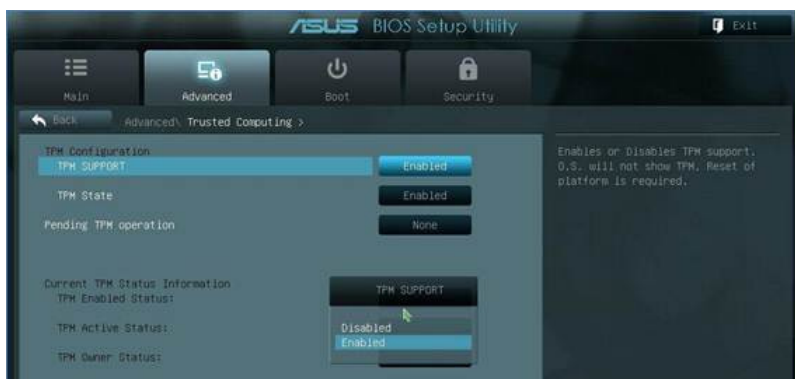 ASUS BIOS Setup Utility
Exit
Main
Advanced
Boot
Security
Back
Advanced\ Trusted Computing >
TPM Configuration
TPM SUPPORT
Enabled
TPM State
Enabled
Pending TPM operation
None
Current TPM Status Information
TPM Enabled Status:
TPM Active Status:
TPM Owner Status:
TPM SUPPORT
Disabled
Enabled
Enables or Disables TPM support.
O.S. will not show TPM. Reset of
platform is required.